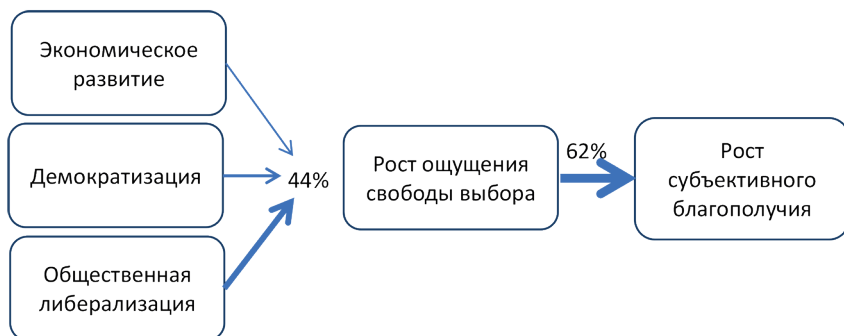 Экономическое
развитие
Демократизация
Общественная
либерализация
44%
Рост ощущения
свободы выбора
62%
Рост
субъективного
благополучия